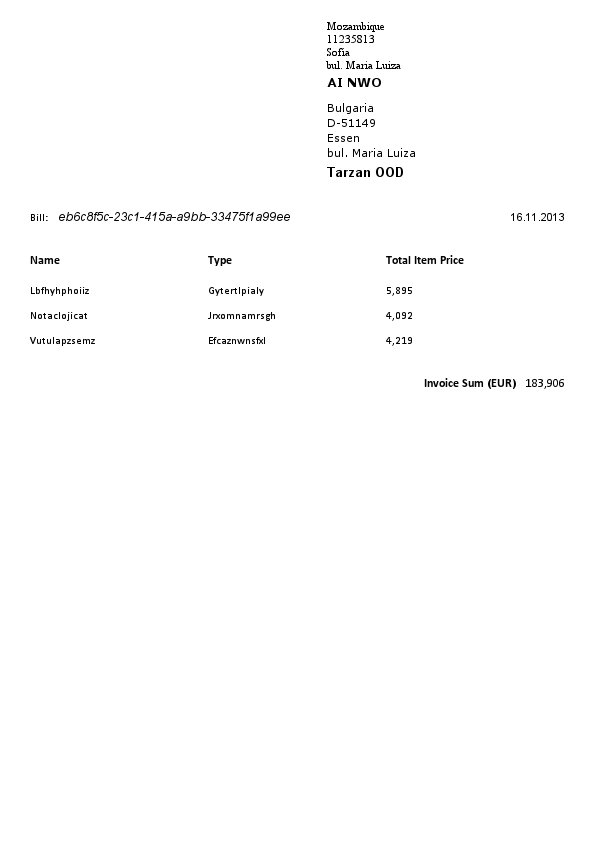 Mozambique
11235813
Sofia
bul. Maria Luiza
AI NWO
Bulgaria
D-51149
Essen
bul. Maria Luiza
Tarzan OOD
Bill: eb6c8f5c-23c1-415a-a9bb-33475f1a99ee 16.11.2013
Name Type Total Item Price
Lbfhyhphoiiz Gytertlpialy 5,895
Notaclojicat Jrxomnamrsgh 4,092
Vutulapzsemz Efcaznwnsfxl 4,219
Invoice Sum (EUR) 183,906